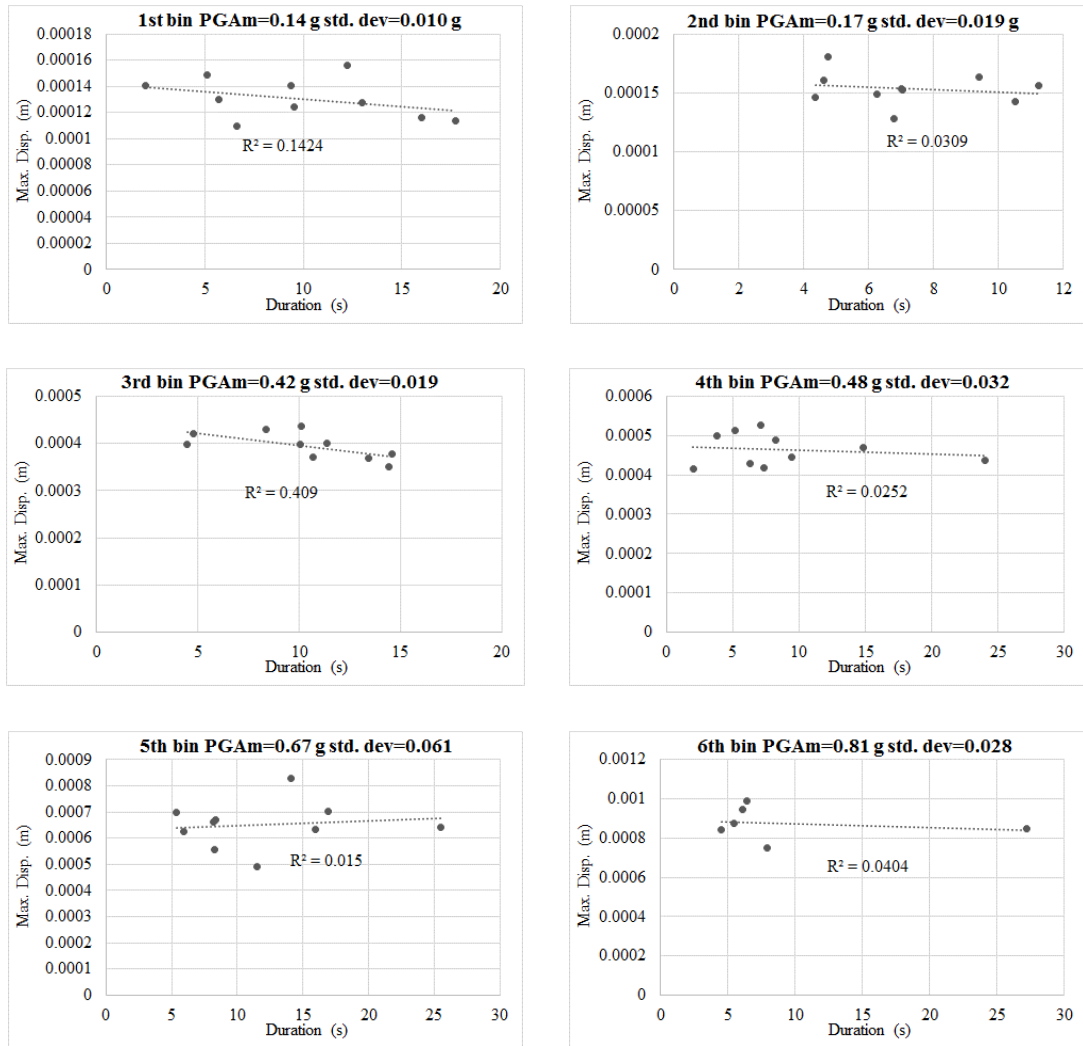 1st bin PGAm=0.14 g std. dev=0.010 g
0.00018
0.00016
0.00014
0.00012
0.0001
0.00008
0.00006
0.00004
0.00002
0
Max. Disp. (m)
R² = 0.1424
0 5 10 15 20
Duration (s)
2nd bin PGAm=0.17 g std. dev=0.019 g
0.0002
0.00015
0.0001
0.00005
0
Max. Disp. (m)
R² = 0.0309
0 2 4 6 8 10 12
Duration (s)
3rd bin PGAm=0.42 g std. dev=0.019
0.0005
0.0004
0.0003
0.0002
0.0001
0
Max. Disp. (m)
R² = 0.409
0 5 10 15 20
Duration (s)
4th bin PGAm=0.48 g std. dev=0.032
0.0006
0.0005
0.0004
0.0003
0.0002
0.0001
0
Max. Disp. (m)
R² = 0.0252
0 5 10 15 20 25 30
Duration (s)
5th bin PGAm=0.67 g std. dev=0.061
0.0009
0.0008
0.0007
0.0006
0.0005
0.0004
0.0003
0.0002
0.0001
0
Max. Disp. (m)
R² = 0.015
0 5 10 15 20 25 30
Duration (s)
6th bin PGAm=0.81 g std. dev=0.028
0.0012
0.001
0.0008
0.0006
0.0004
0.0002
0
Max. Disp. (m)
R² = 0.0404
0 5 10 15 20 25 30
Duration (s)